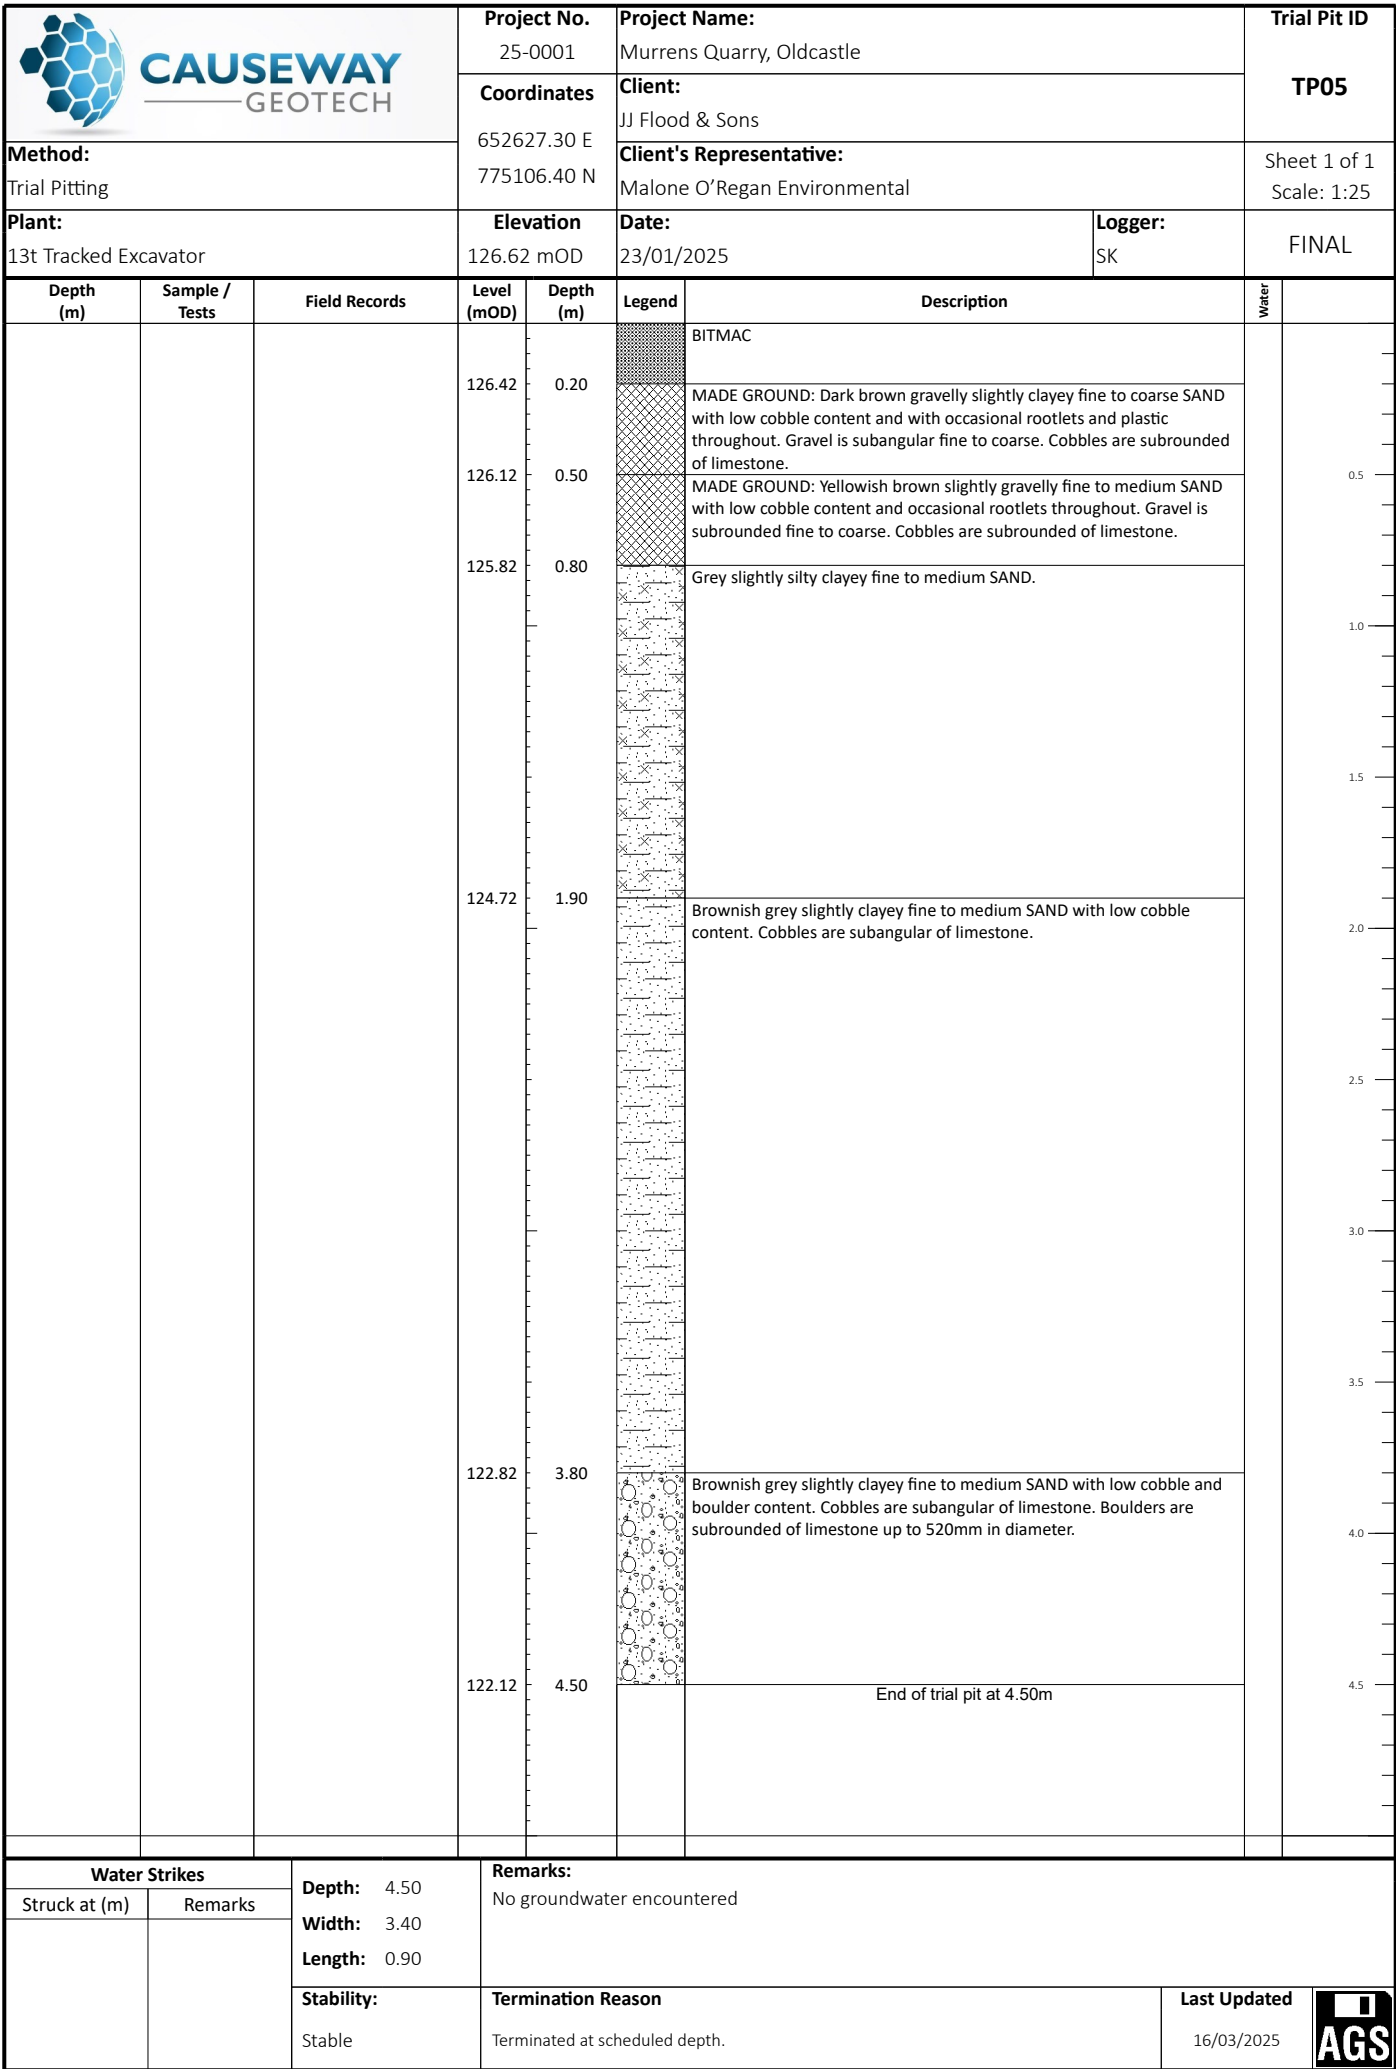 CAUSEWAY
GEOTECH
Project No.
25-0001
Coordinates
652627.30 E
775106.40 N
Project Name:
Murrens Quarry, Oldcastle
Client:
JJ Flood & Sons
Client's Representative:
Malone O’Regan Environmental
Trial Pit ID
TP05
Sheet 1 of 1
Scale: 1:25
Method:
Trial Pitting
Plant:
13t Tracked Excavator
Elevation
126.62 mOD
Date:
23/01/2025
Logger:
SK
FINAL
Depth
(m)
Sample /
Tests
Field Records
Level
(mOD)
Depth
(m)
Legend
Description
Water
BITMAC
126.42 0.20
MADE GROUND: Dark brown gravelly slightly clayey fine to coarse SAND
with low cobble content and with occasional rootlets and plastic
throughout. Gravel is subangular fine to coarse. Cobbles are subrounded
of limestone.
126.12 0.50
0.5
MADE GROUND: Yellowish brown slightly gravelly fine to medium SAND
with low cobble content and occasional rootlets throughout. Gravel is
subrounded fine to coarse. Cobbles are subrounded of limestone.
125.82 0.80
Grey slightly silty clayey fine to medium SAND.
1.0
1.5
124.72 1.90
Brownish grey slightly clayey fine to medium SAND with low cobble
content. Cobbles are subangular of limestone.
2.0
2.5
3.0
3.5
122.82 3.80
Brownish grey slightly clayey fine to medium SAND with low cobble and
boulder content. Cobbles are subangular of limestone. Boulders are
subrounded of limestone up to 520mm in diameter.
4.0
122.12 4.50
End of trial pit at 4.50m
4.5
Water Strikes
Struck at (m) Remarks
Depth: 4.50
Width: 3.40
Length: 0.90
Remarks:
No groundwater encountered
Stability:
Stable
Termination Reason
Terminated at scheduled depth.
Last Updated
16/03/2025
AGS